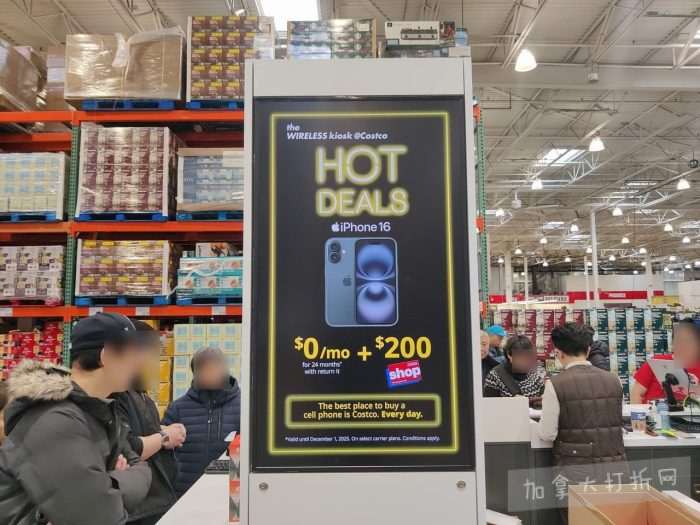 the
WIRELESS kiosk @Costco
HOT
DEALS
iPhone 16
$0/mo + $200
for 24 months*
with return it
shop
The best place to buy a
cell phone is Costco. Every day.
*Valid until December 1, 2025. On select carrier plans. Conditions apply.
加拿大打折网